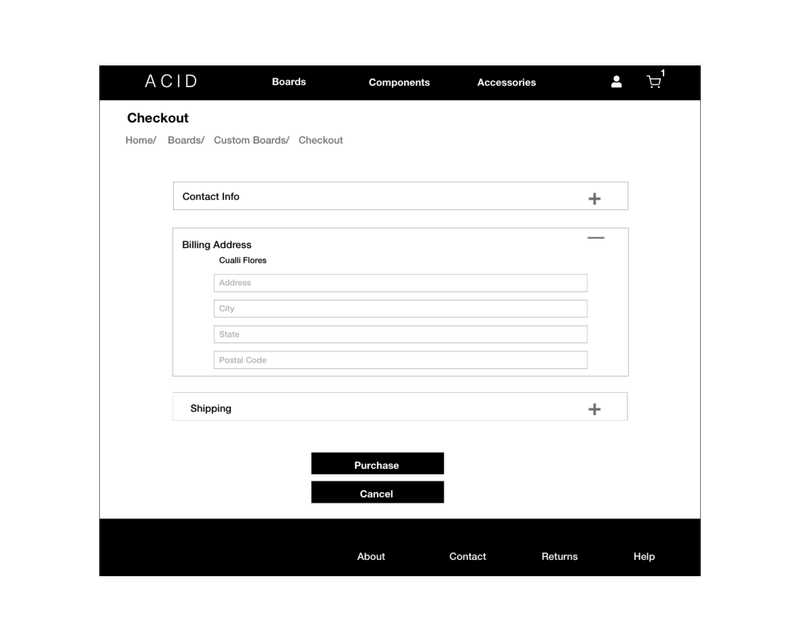 ACID Boards Components Accessories 1
Checkout
Home/ Boards/ Custom Boards/ Checkout
Contact Info
Billing Address
Cualli Flores
Address
City
State
Postal Code
Shipping
Purchase
Cancel
About Contact Returns Help